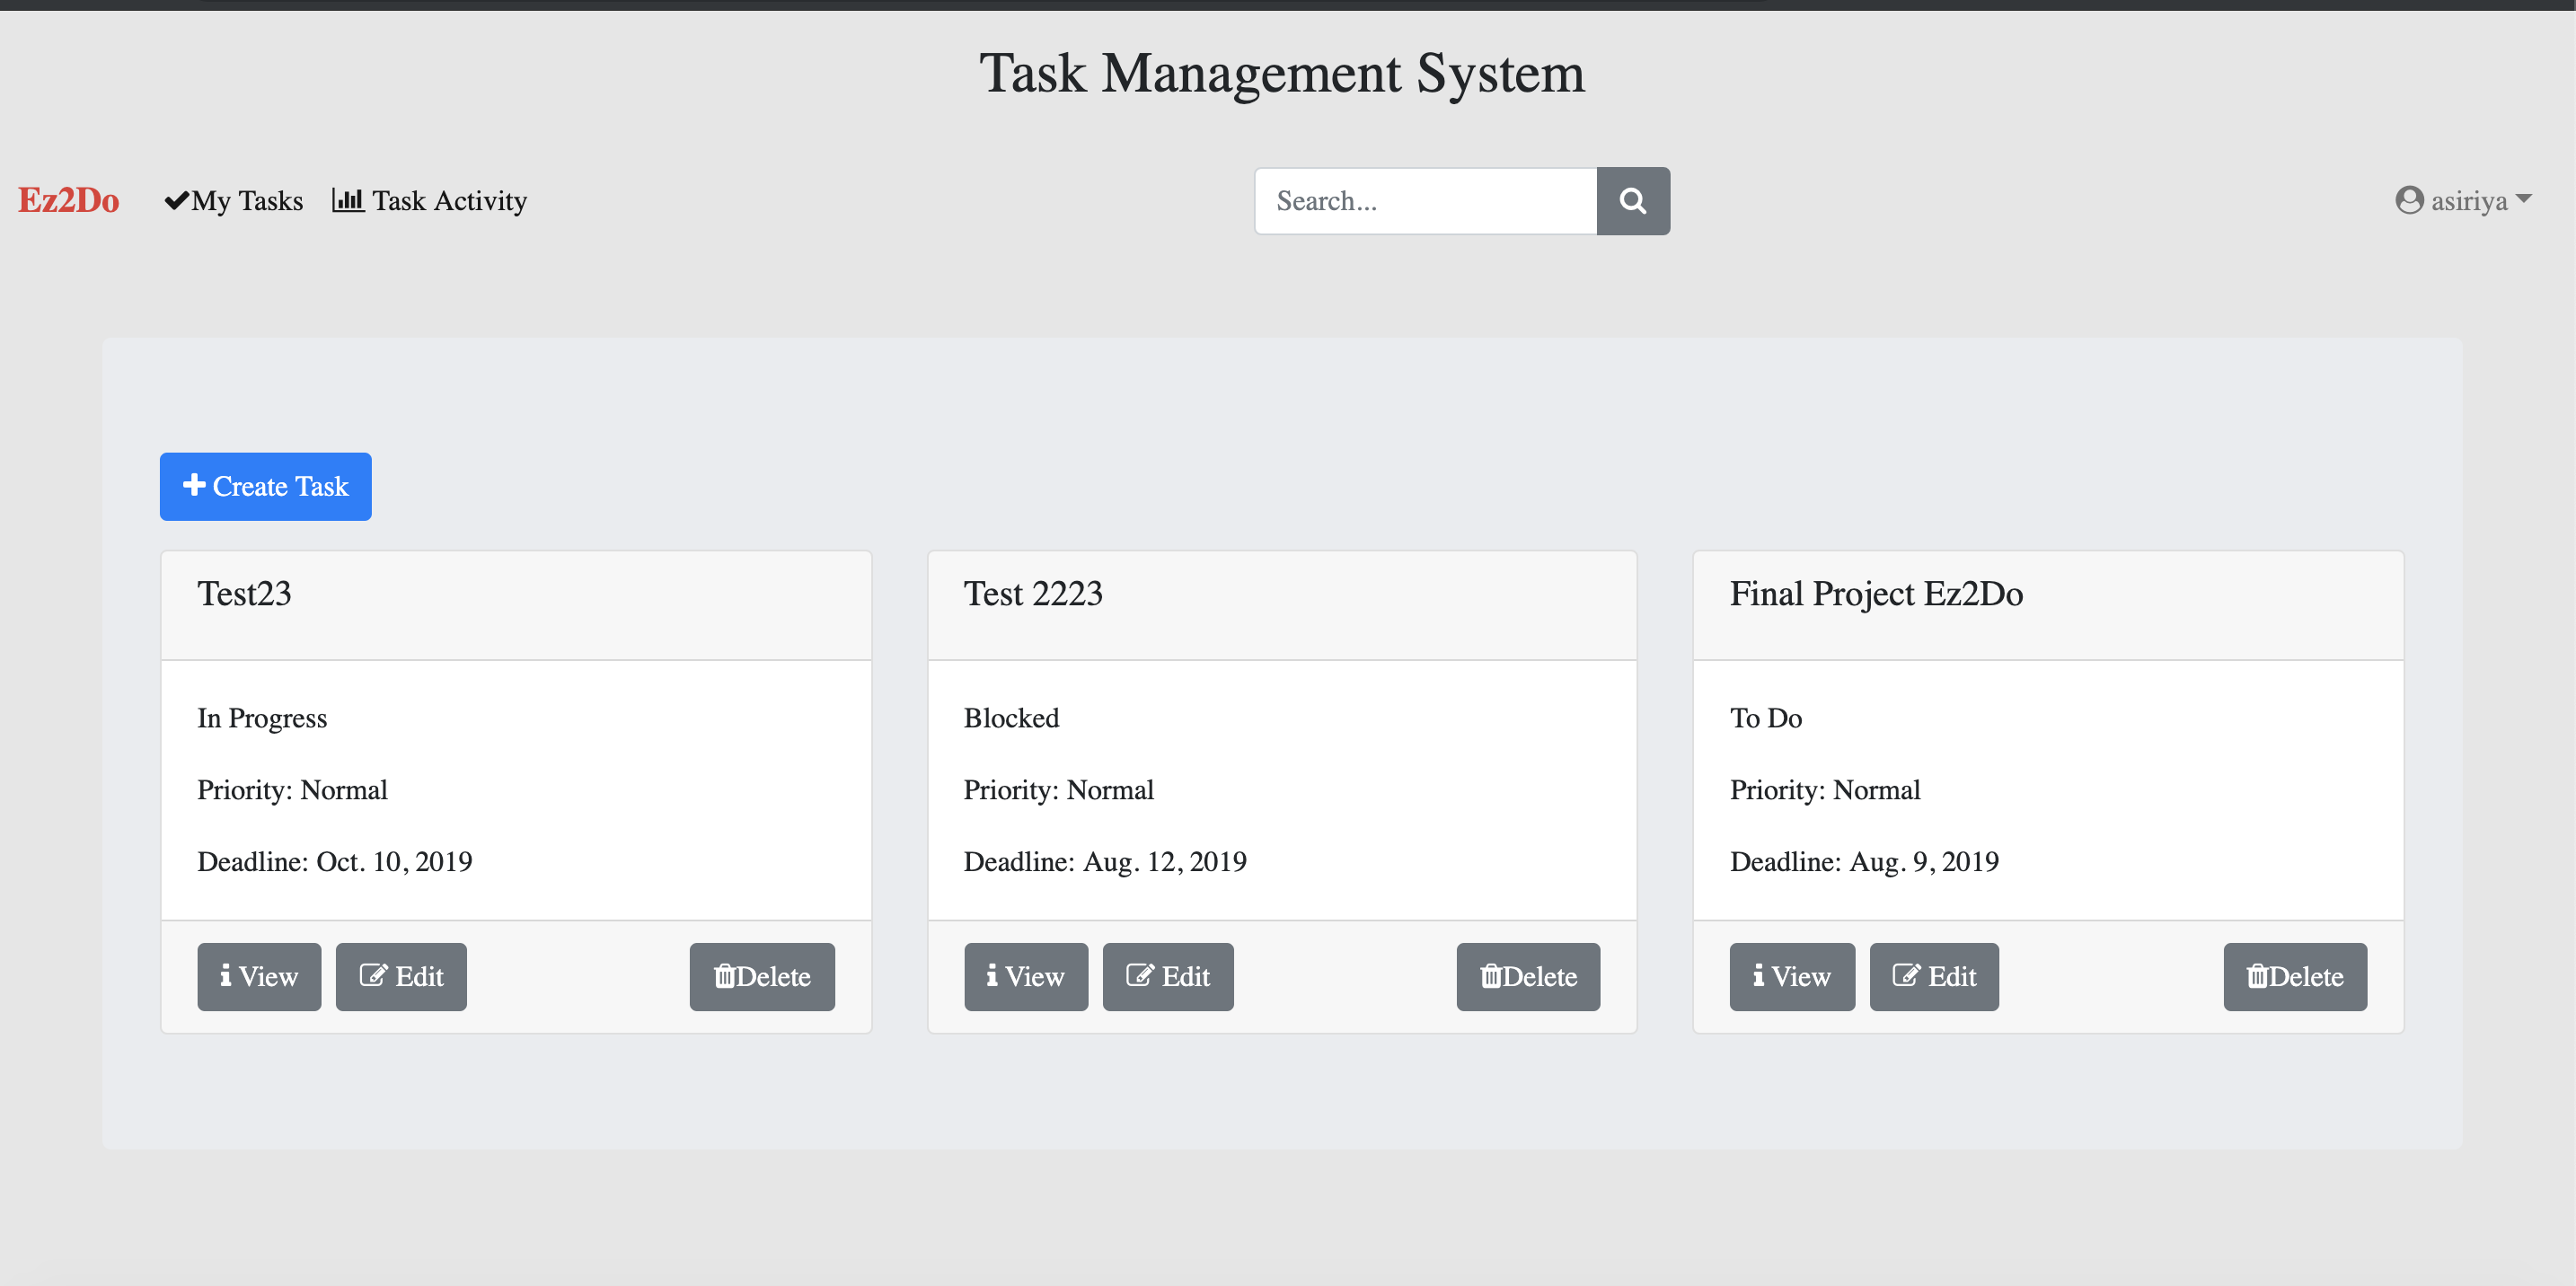 Task Management System
Ez2Do My Tasks Task Activity Search... asiriya
Create Task
Test23
In Progress
Priority: Normal
Deadline: Oct. 10, 2019
View Edit Delete
Test 2223
Blocked
Priority: Normal
Deadline: Aug. 12, 2019
View Edit Delete
Final Project Ez2Do
To Do
Priority: Normal
Deadline: Aug. 9, 2019
View Edit Delete